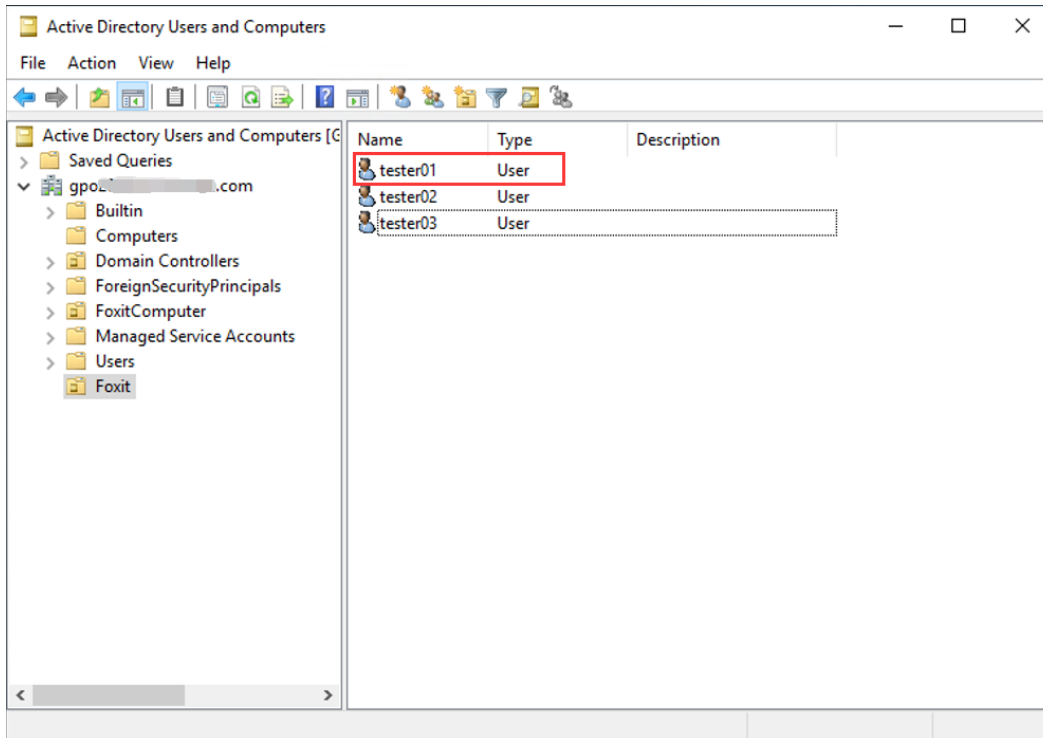 Active Directory Users and Computers
File Action View Help
Active Directory Users and Computers [G
Saved Queries
gpo .com
Builtin
Computers
Domain Controllers
ForeignSecurityPrincipals
FoxitComputer
Managed Service Accounts
Users
Foxit
Name Type Description
tester01 User
tester02 User
tester03 User